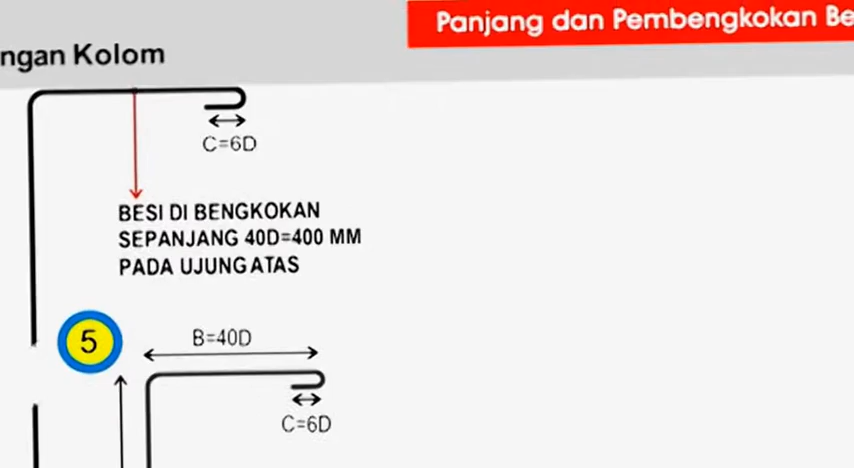 Panjang dan Pembengkokan Be
ngan Kolom
C=6D
BESI DI BENGKOKAN
SEPANJANG 40D=400 MM
PADA UJUNG ATAS
5
B=40D
C=6D